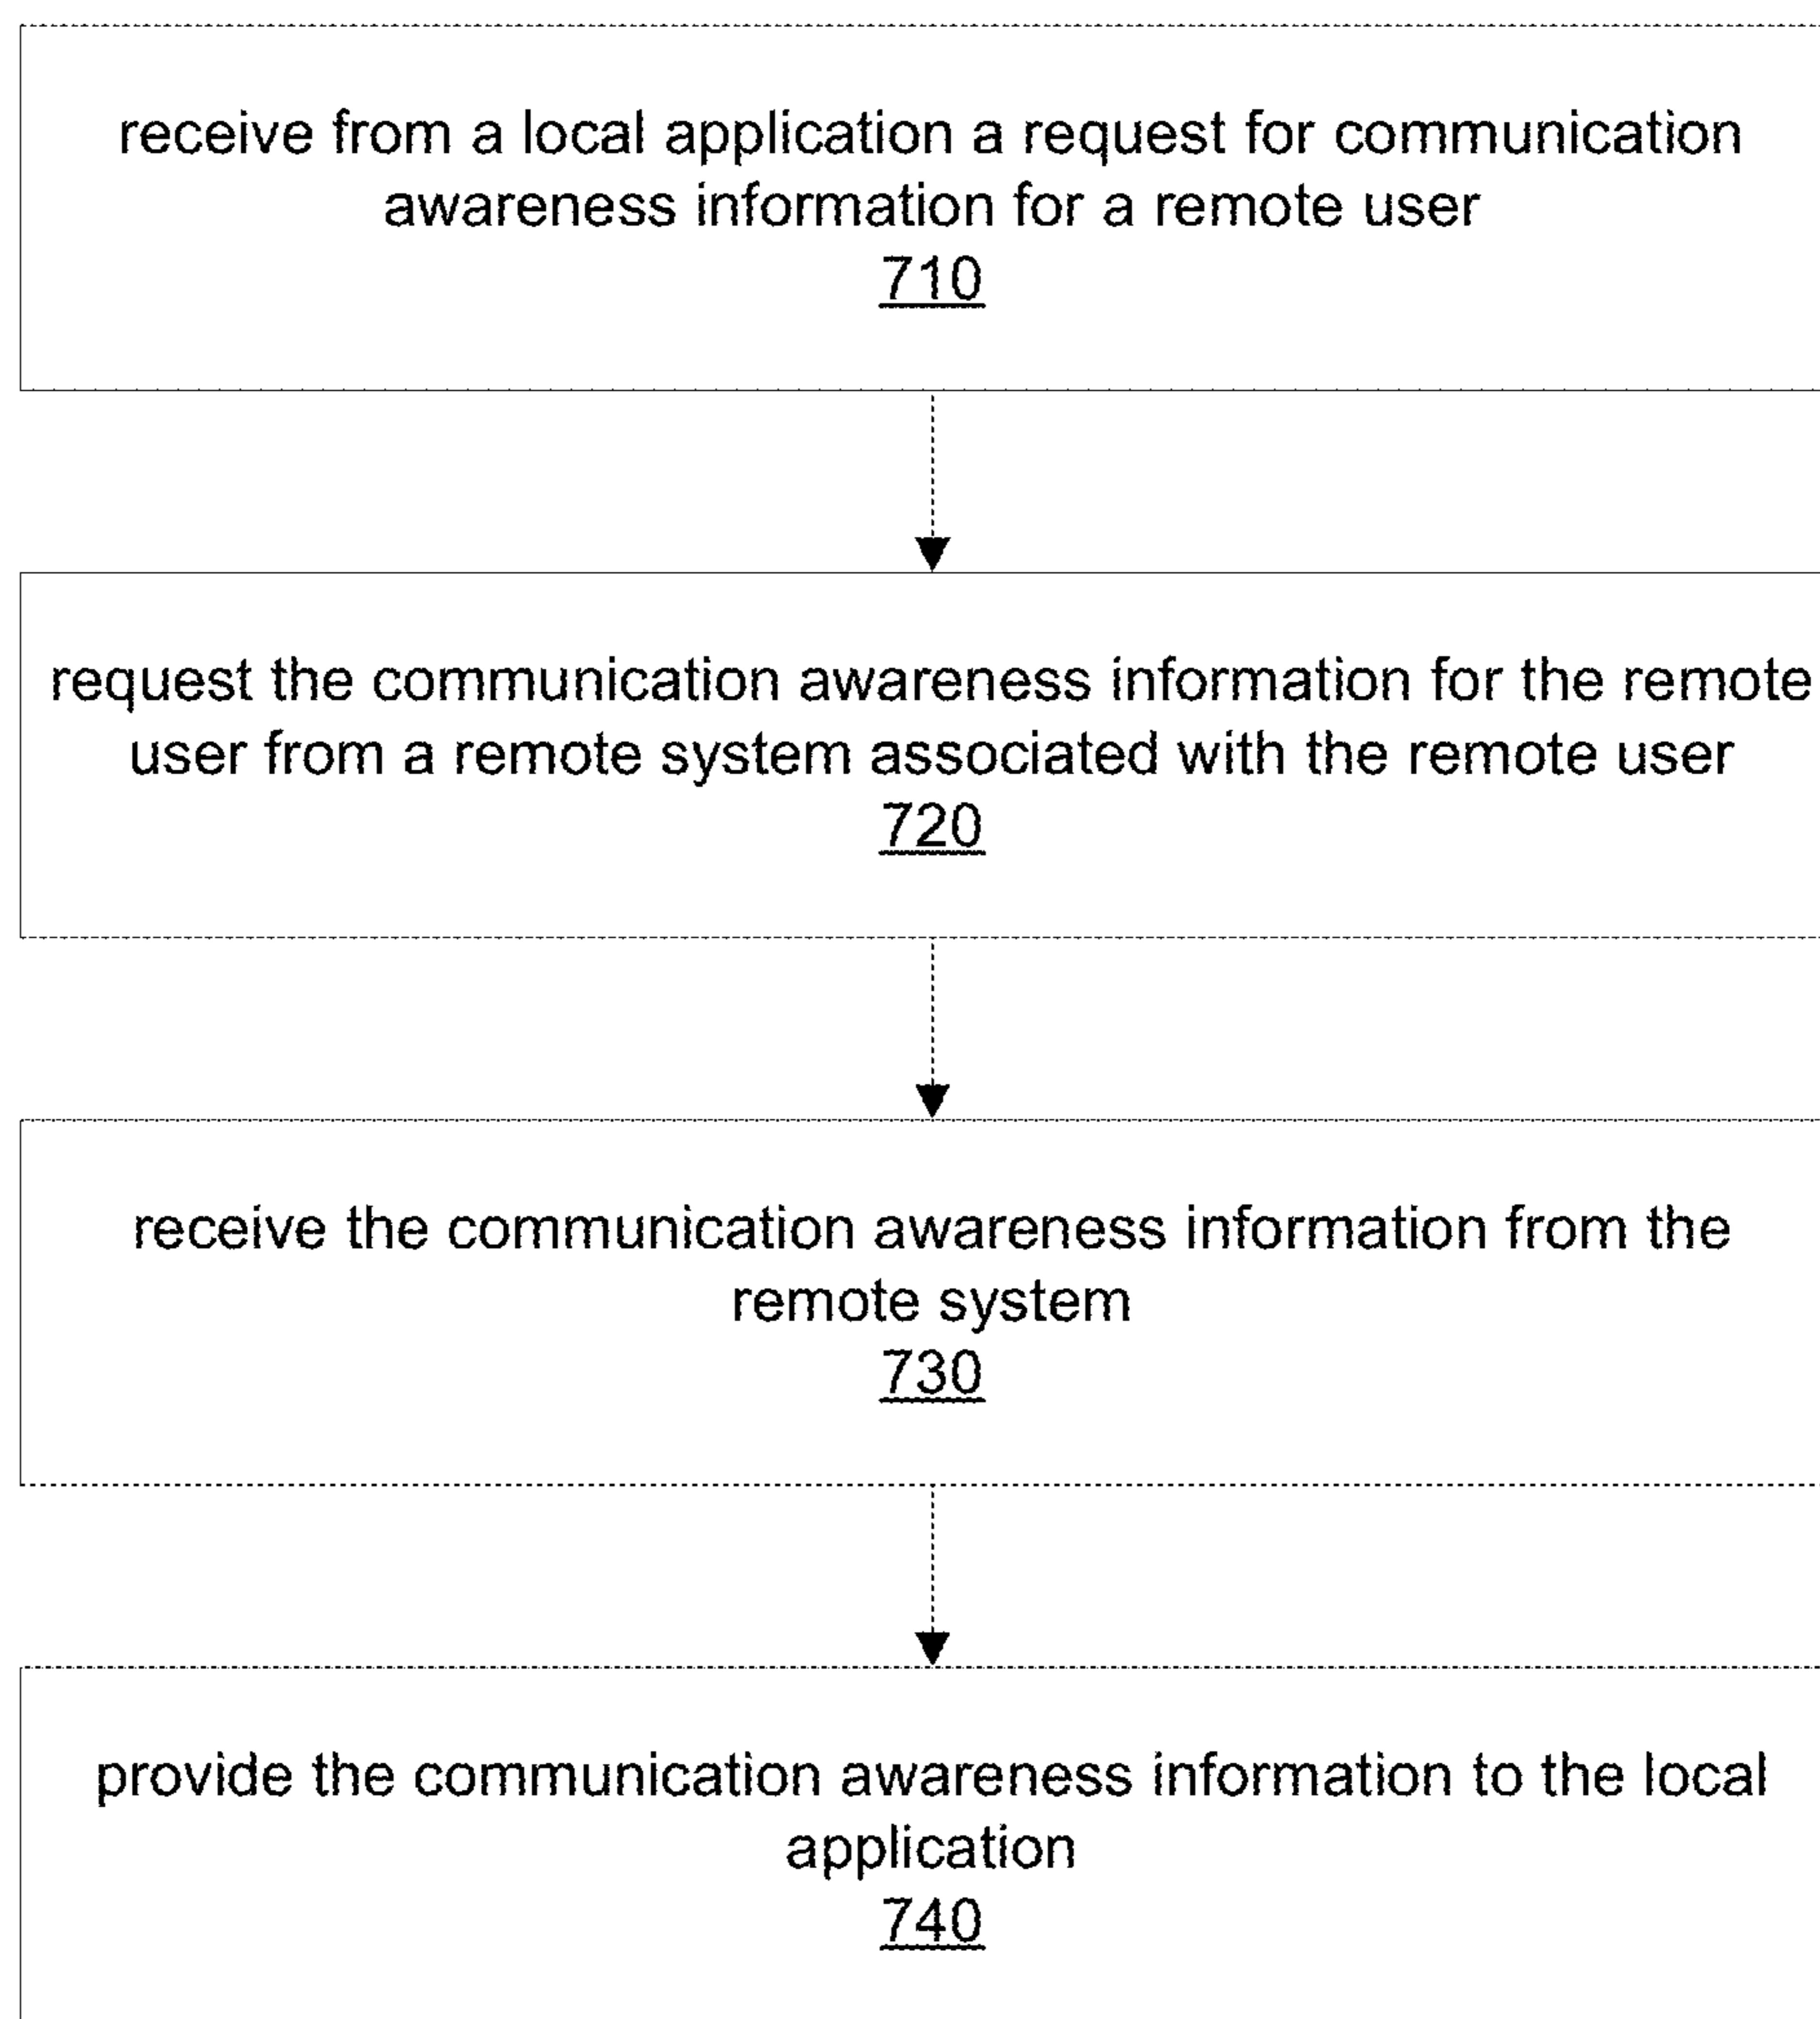 receive from a local application a request for communication
awareness information for a remote user
710
request the communication awareness information for the remote
user from a remote system associated with the remote user
720
receive the communication awareness information from the
remote system
730
provide the communication awareness information to the local
application
740